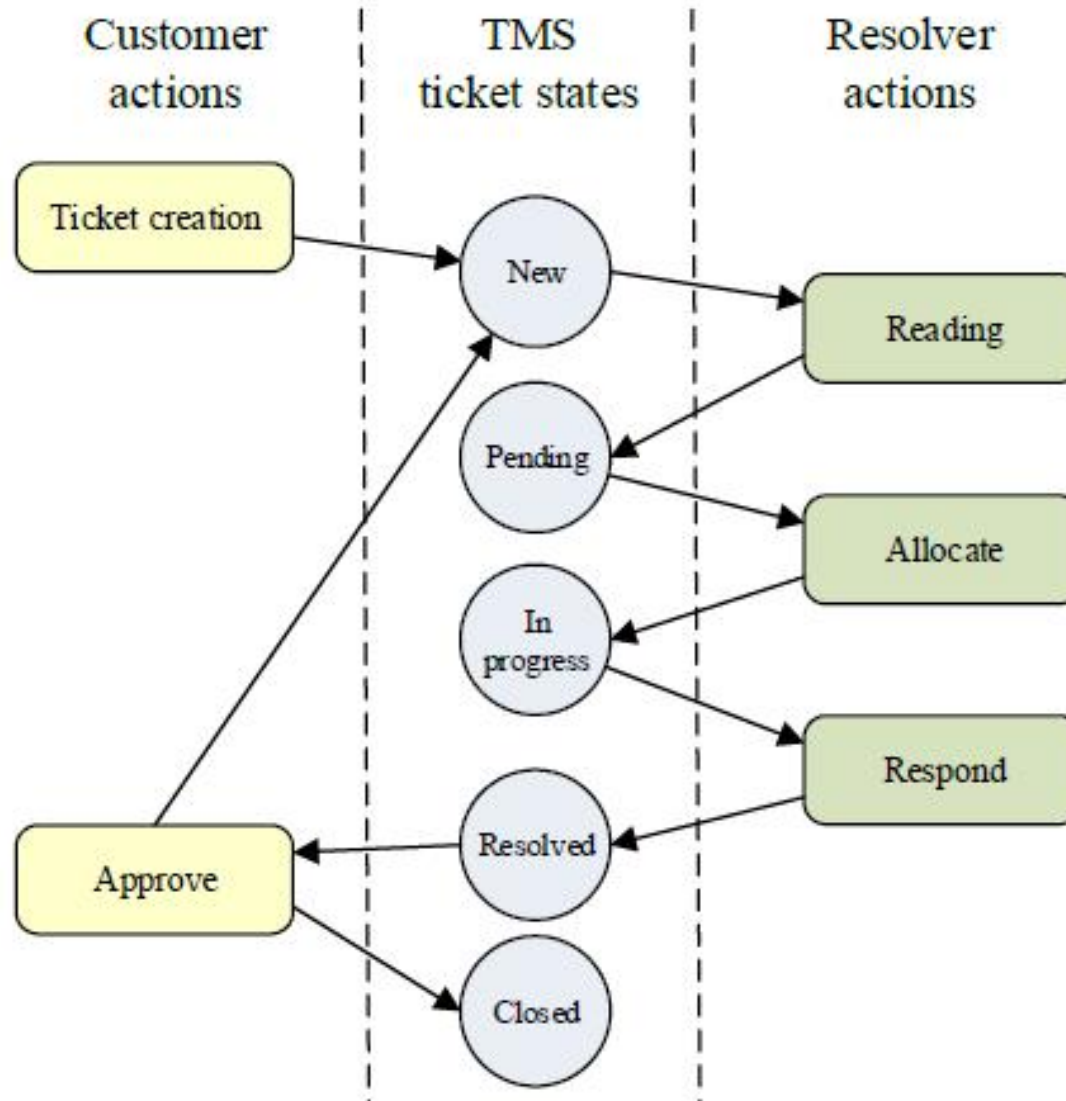 Customer
actions
TMS
ticket states
Resolver
actions
Ticket creation
New
Reading
Pending
Allocate
In
progress
Respond
Resolved
Approve
Closed